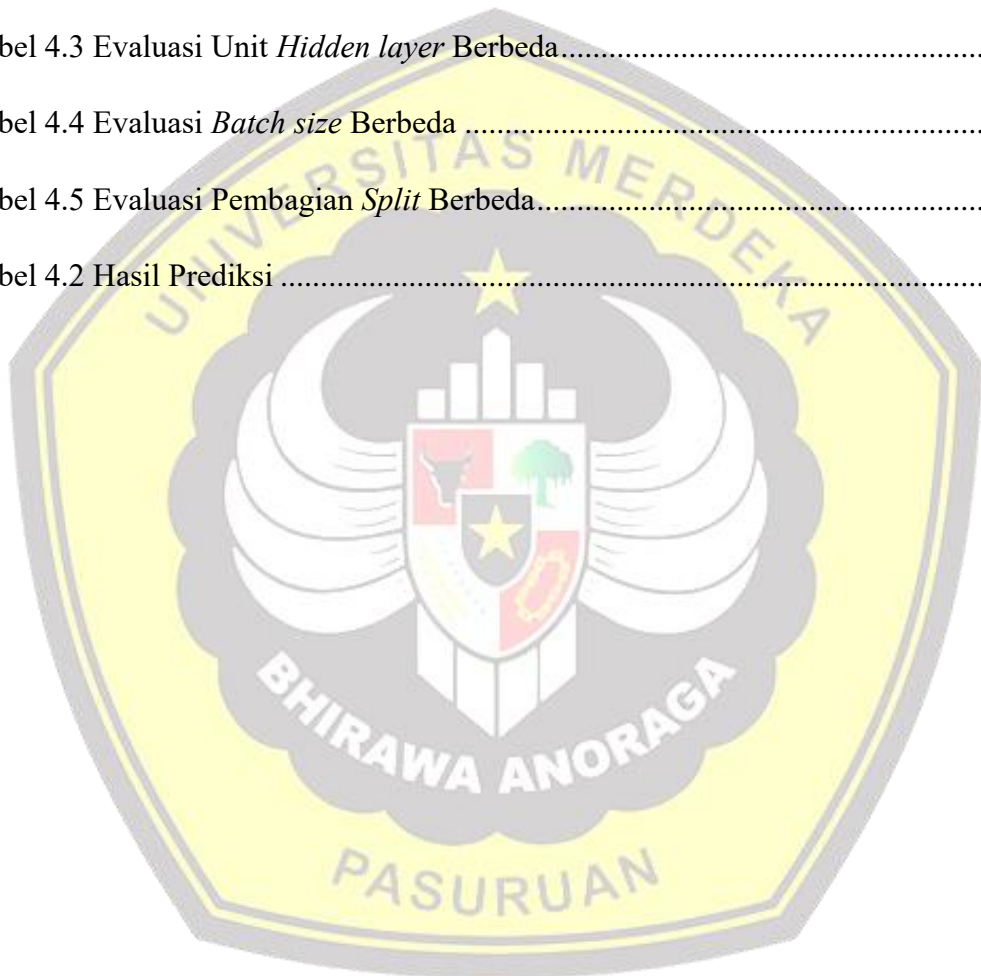 bel 4.3 Evaluasi Unit Hidden layer Berbeda....................................................................
bel 4.4 Evaluasi Batch size Berbeda ................................................................................
bel 4.5 Evaluasi Pembagian Split Berbeda.......................................................................
bel 4.2 Hasil Prediksi .......................................................................................................
UNIVERSITAS MERDEKA
BHIRAWA ANORAGA
PASURUAN